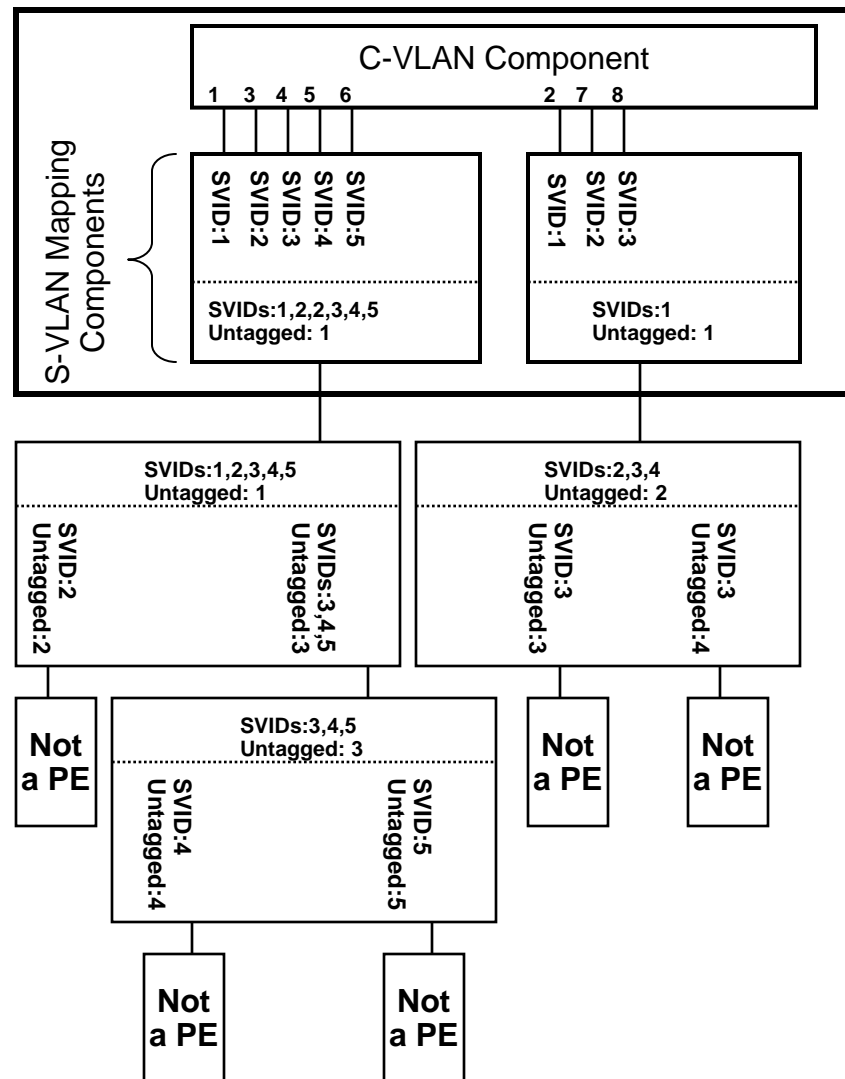 C-VLAN Component
1 3 4 5 6 2 7 8
S-VLAN Mapping
Components
SVID:1
SVID:2
SVID:3
SVID:4
SVID:5
SVID:1
SVID:2
SVID:3
SVIDs:1,2,2,3,4,5
Untagged: 1
SVIDs:1
Untagged: 1
SVIDs:1,2,3,4,5
Untagged: 1
SVIDs:2,3,4
Untagged: 2
SVID:2
Untagged:2
SVIDs:3,4,5
Untagged:3
SVID:3
Untagged:3
SVID:3
Untagged:4
Not
a PE
SVIDs:3,4,5
Untagged: 3
Not
a PE
Not
a PE
SVID:4
Untagged:4
SVID:5
Untagged:5
Not
a PE
Not
a PE